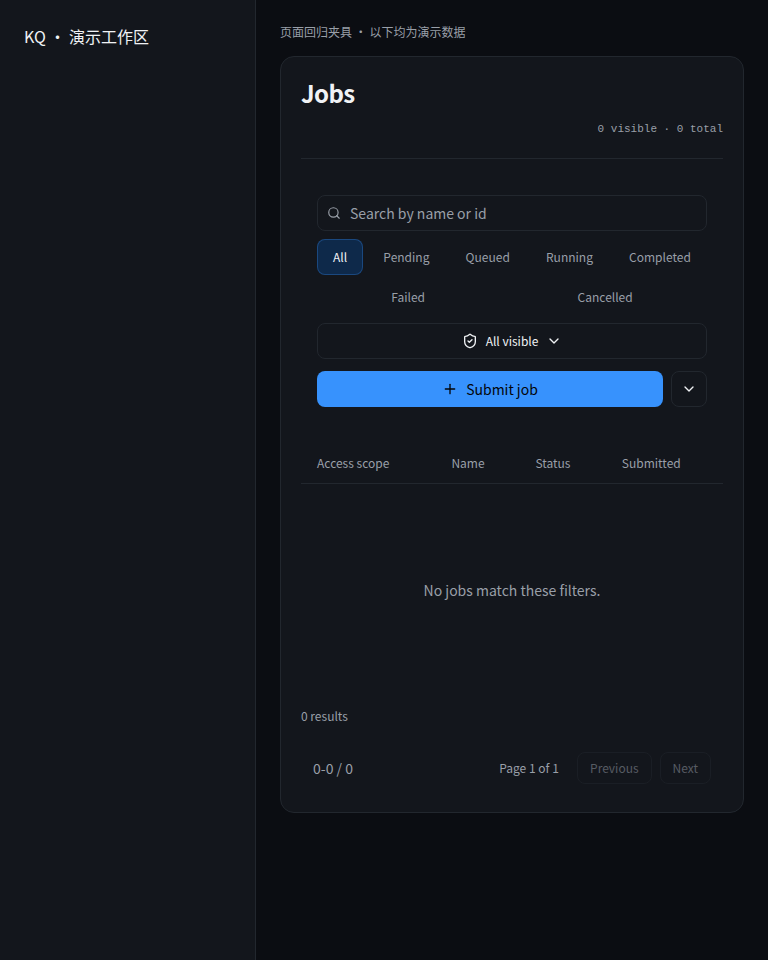 KQ · 演示工作区
页面回归夹具 · 以下均为演示数据
Jobs
0 visible · 0 total
Search by name or id
All Pending Queued Running Completed
Failed Cancelled
All visible
Submit job
Access scope Name Status Submitted
No jobs match these filters.
0 results
0-0 / 0 Page 1 of 1 Previous Next